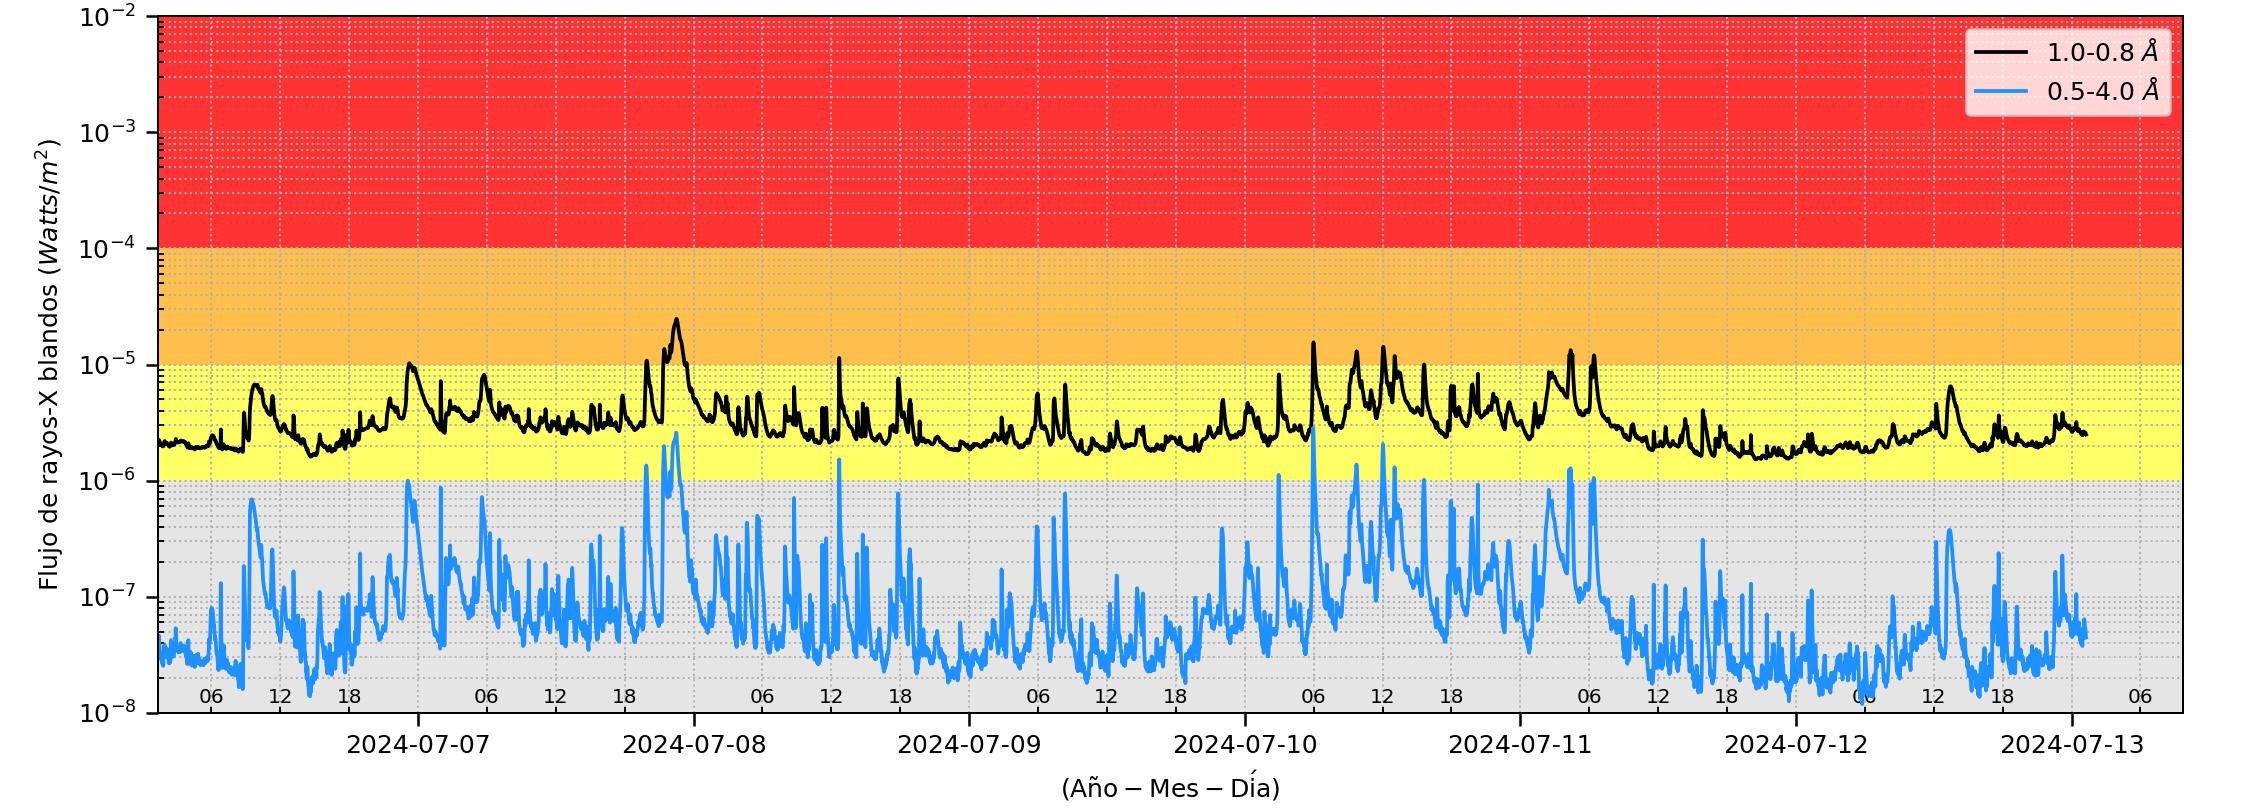 10⁻²
10⁻³
10⁻⁴
10⁻⁵
10⁻⁶
10⁻⁷
10⁻⁸
Flujo de rayos-X blandos (Watts/m²)
1.0-0.8 Å
0.5-4.0 Å
06 12 18 06 12 18 06 12 18 06 12 18 06 12 18 06 12 18 06 12 18 06
2024-07-07 2024-07-08 2024-07-09 2024-07-10 2024-07-11 2024-07-12 2024-07-13
(Año − Mes − Día)